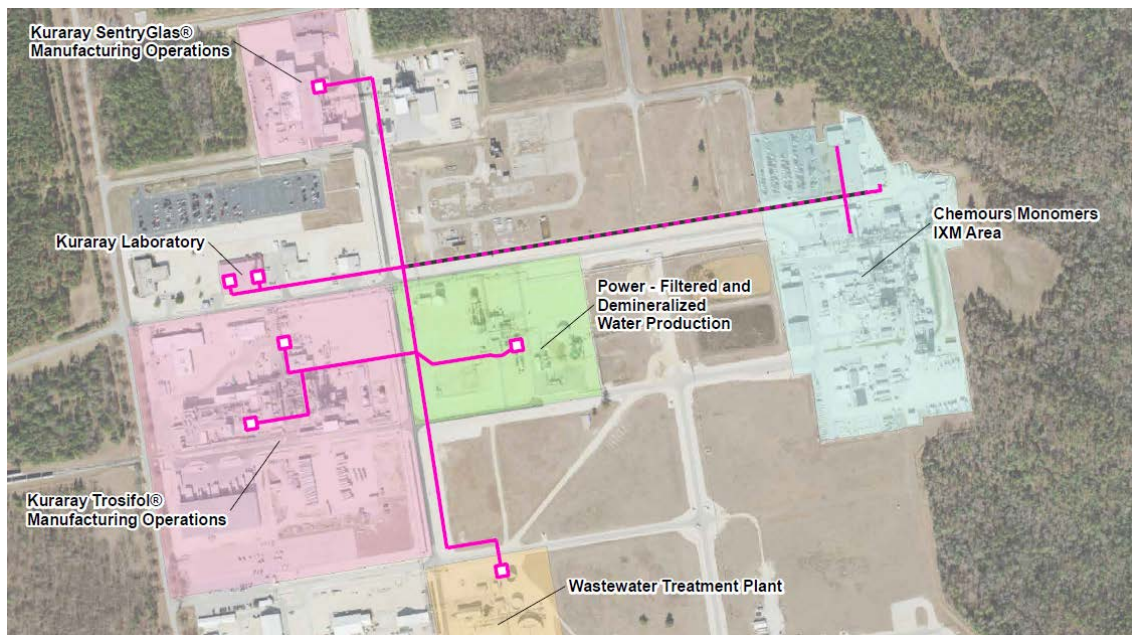 Kuraray SentryGlas®
Manufacturing Operations
Kuraray Laboratory
Chemours Monomers
IXM Area
Power - Filtered and
Demineralized
Water Production
Kuraray Trosifol®
Manufacturing Operations
Wastewater Treatment Plant